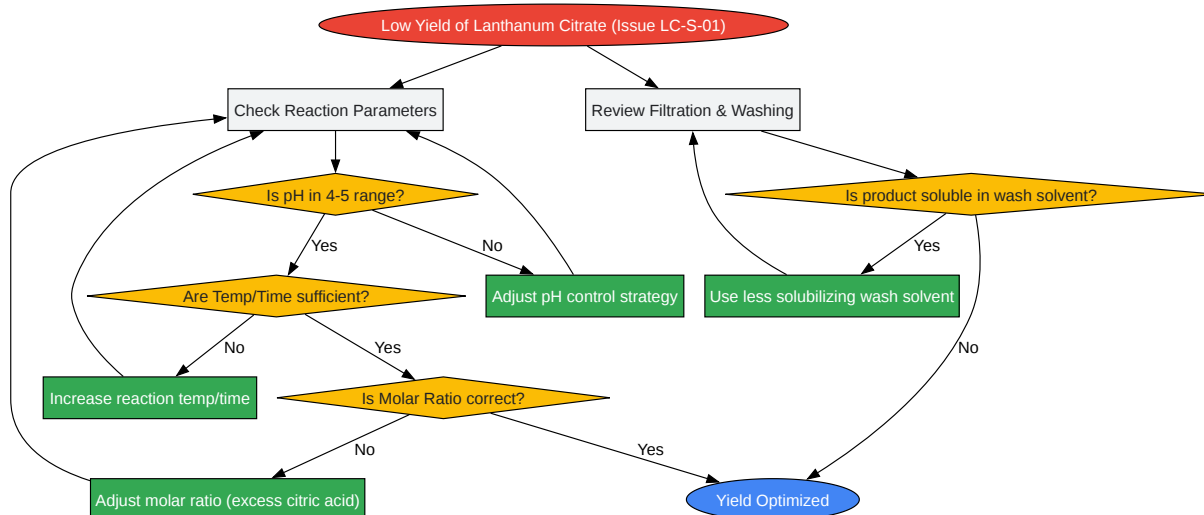 Low Yield of Lanthanum Citrate (Issue LC-S-01)
Check Reaction Parameters
Review Filtration & Washing
Is pH in 4-5 range?
Is product soluble in wash solvent?
Yes
No
Yes
Are Temp/Time sufficient?
Adjust pH control strategy
Use less solubilizing wash solvent
No
Yes
No
Increase reaction temp/time
Is Molar Ratio correct?
No
Yes
Adjust molar ratio (excess citric acid)
Yield Optimized